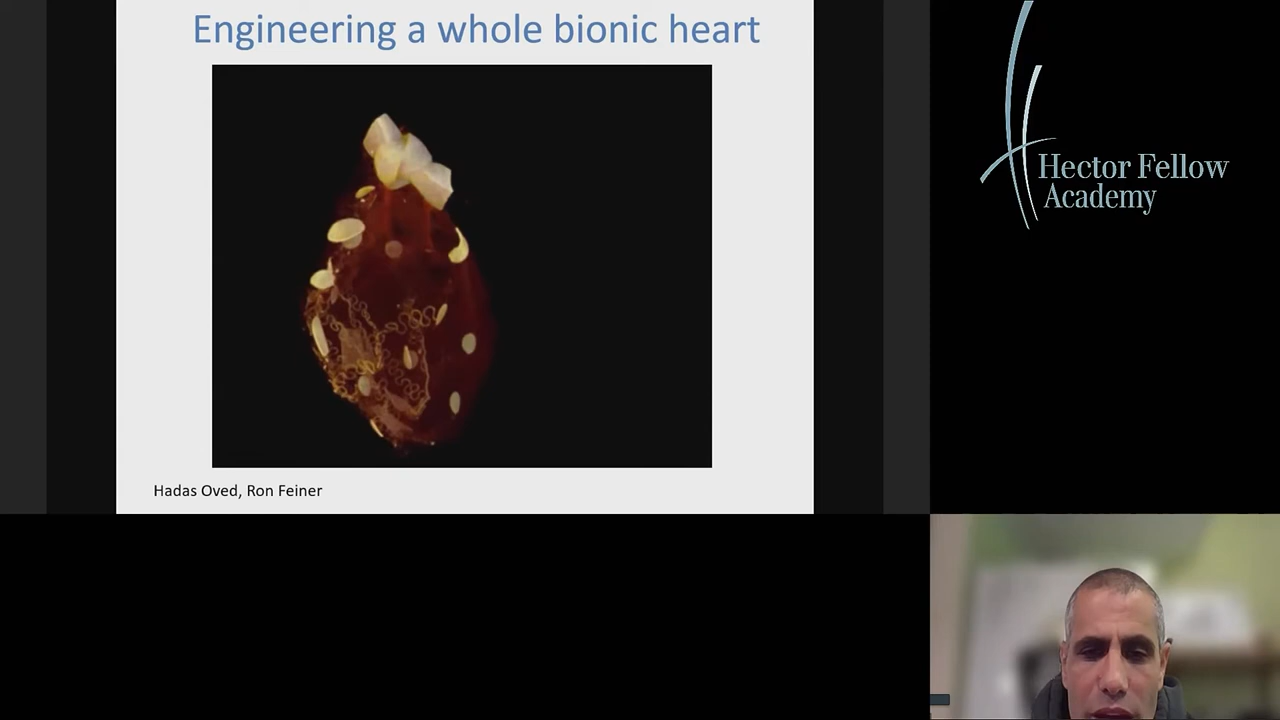 Engineering a whole bionic heart
Hadas Oved, Ron Feiner
Hector Fellow
Academy